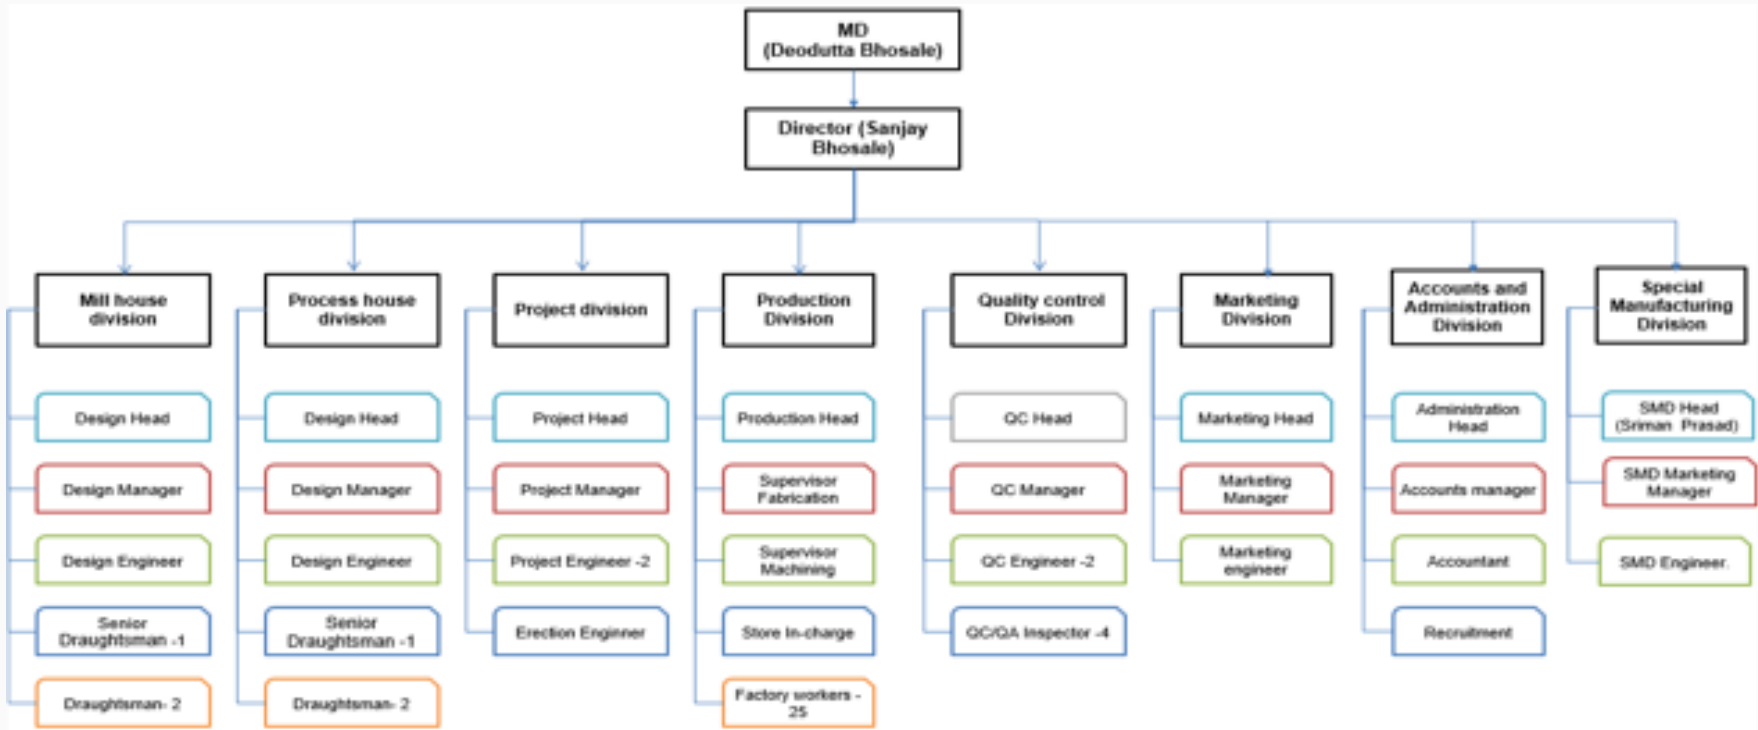 MD
(Deodutta Bhosale)
Director (Sanjay
Bhosale)
Mill house
division
Process house
division
Project division
Production
Division
Quality control
Division
Marketing
Division
Accounts and
Administration
Division
Special
Manufacturing
Division
Design Head
Design Head
Project Head
Production Head
QC Head
Marketing Head
Administration
Head
SMD Head
(Sriman Prasad)
Design Manager
Design Manager
Project Manager
Supervisor
Fabrication
QC Manager
Marketing
Manager
Accounts manager
SMD Marketing
Manager
Design Engineer
Design Engineer
Project Engineer -2
Supervisor
Machining
QC Engineer -2
Marketing
engineer
Accountant
SMD Engineer.
Senior
Draughtsman -1
Senior
Draughtsman -1
Erection Enginner
Store In-charge
QC/QA Inspector -4
Recruitment
Draughtsman- 2
Draughtsman- 2
Factory workers -
25